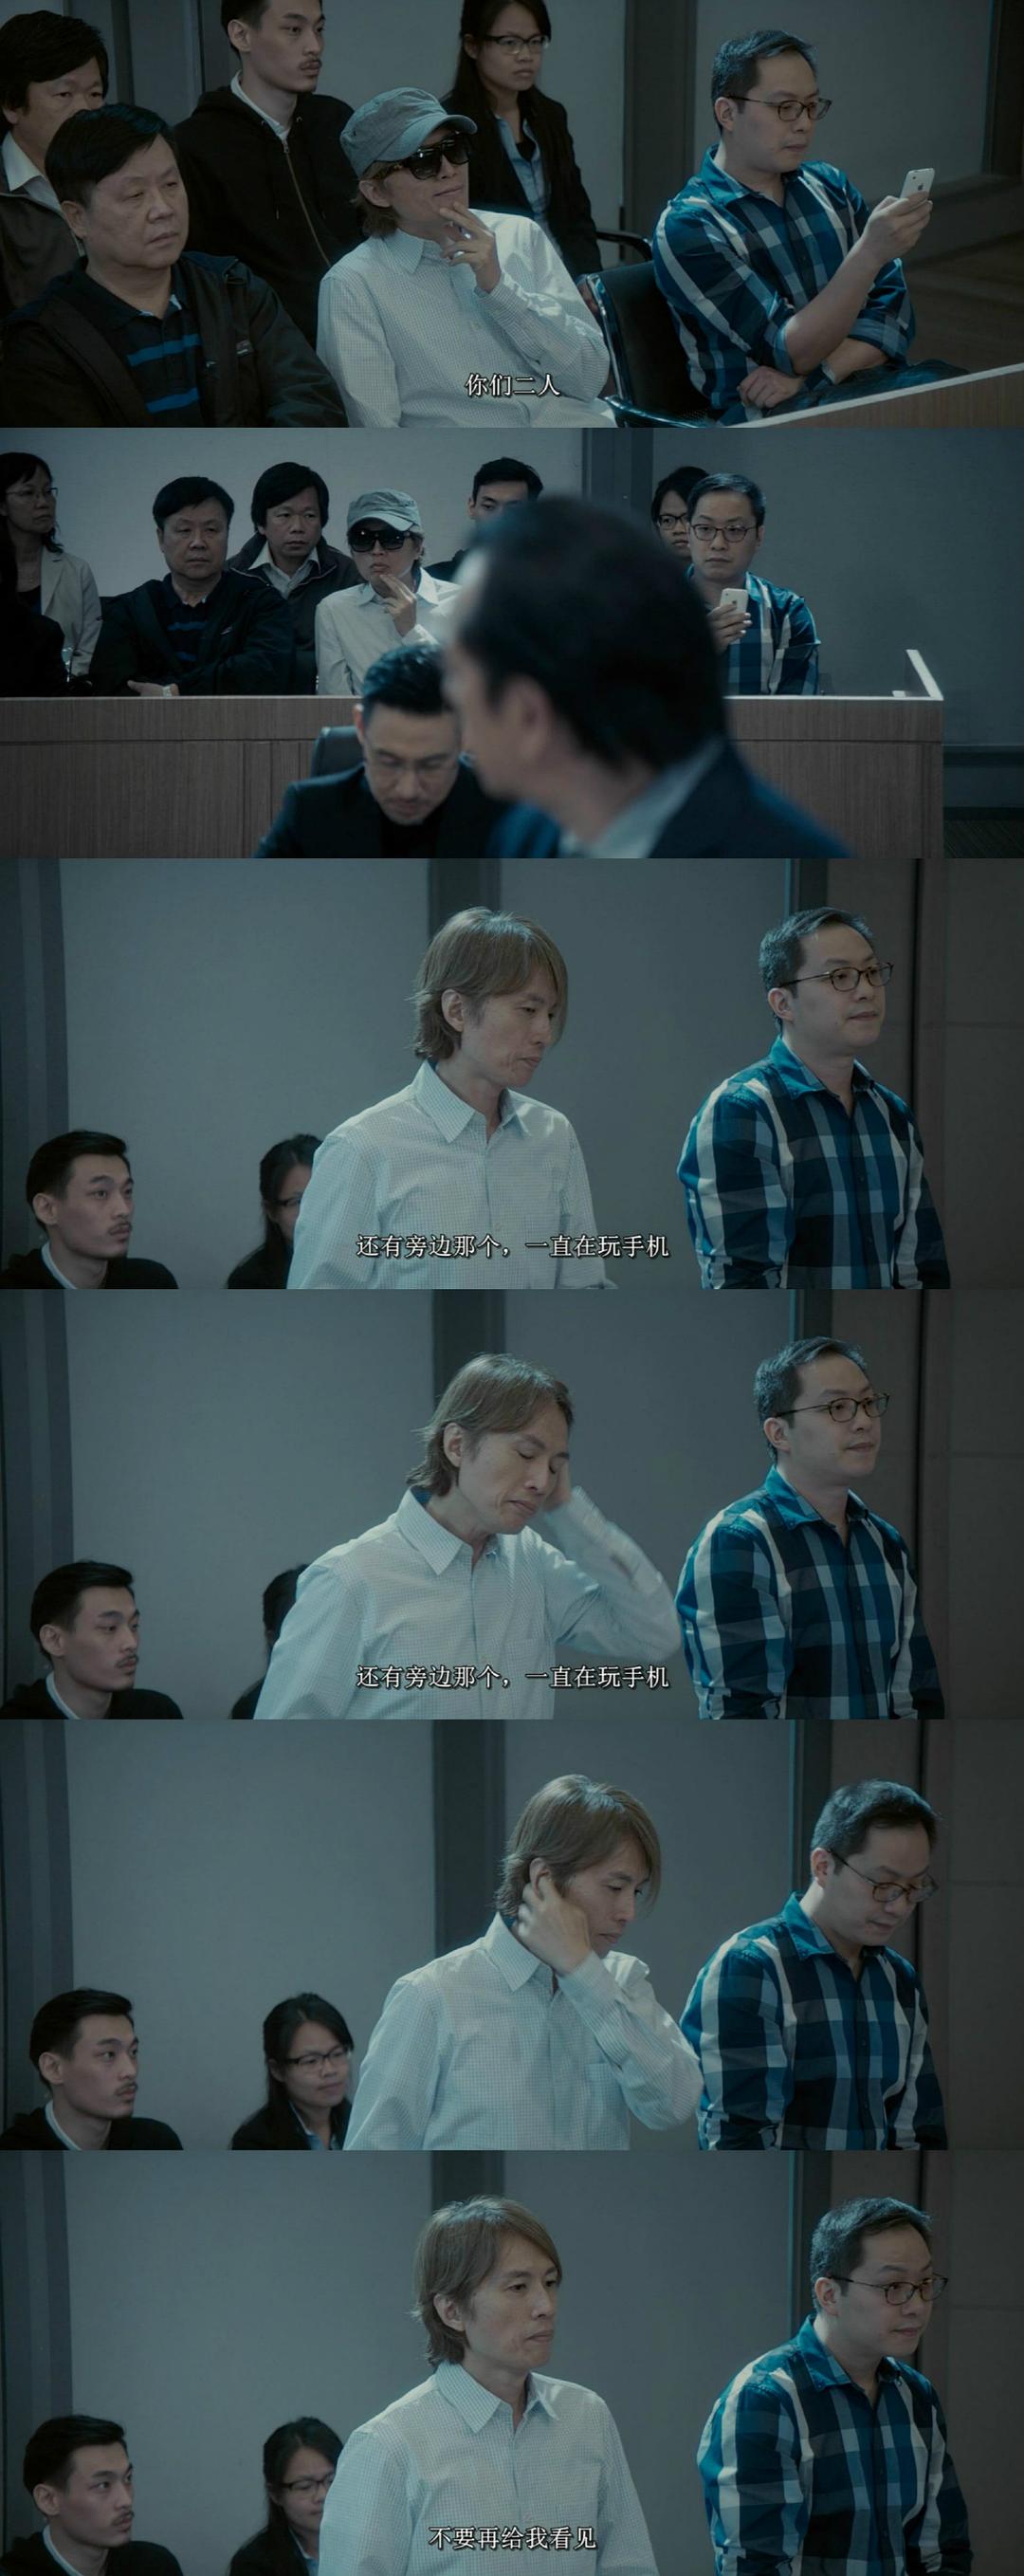 你们二人
还有旁边那个，一直在玩手机
还有旁边那个，一直在玩手机
不要再给我看见